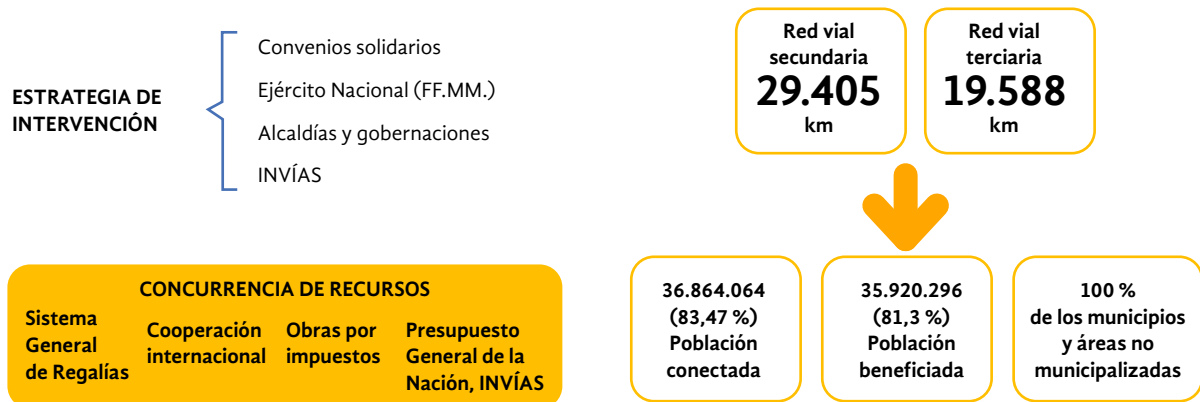 ESTRATEGIA DE
INTERVENCIÓN
Convenios solidarios
Ejército Nacional (FF.MM.)
Alcaldías y gobernaciones
INVÍAS
Red vial
secundaria
29.405
km
Red vial
terciaria
19.588
km
CONCURRENCIA DE RECURSOS
Sistema
General
de Regalías
Cooperación
internacional
Obras por
impuestos
Presupuesto
General de la
Nación, INVÍAS
36.864.064
(83,47 %)
Población
conectada
35.920.296
(81,3 %)
Población
beneficiada
100 %
de los municipios
y áreas no
municipalizadas